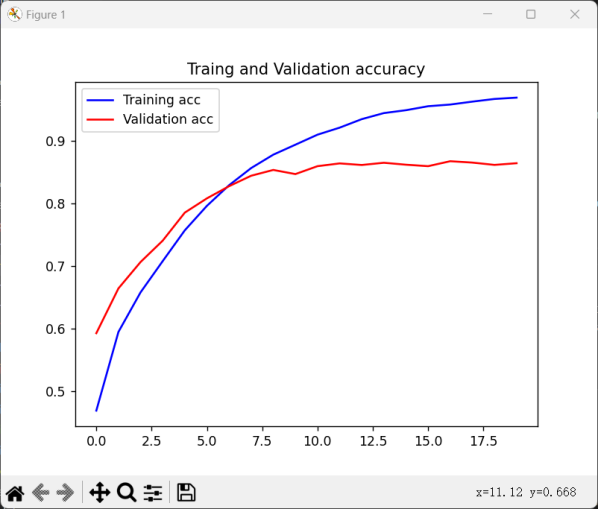 Figure 1
Traing and Validation accuracy
Training acc
Validation acc
0.9
0.8
0.7
0.6
0.5
0.0 2.5 5.0 7.5 10.0 12.5 15.0 17.5
x=11.12 y=0.668